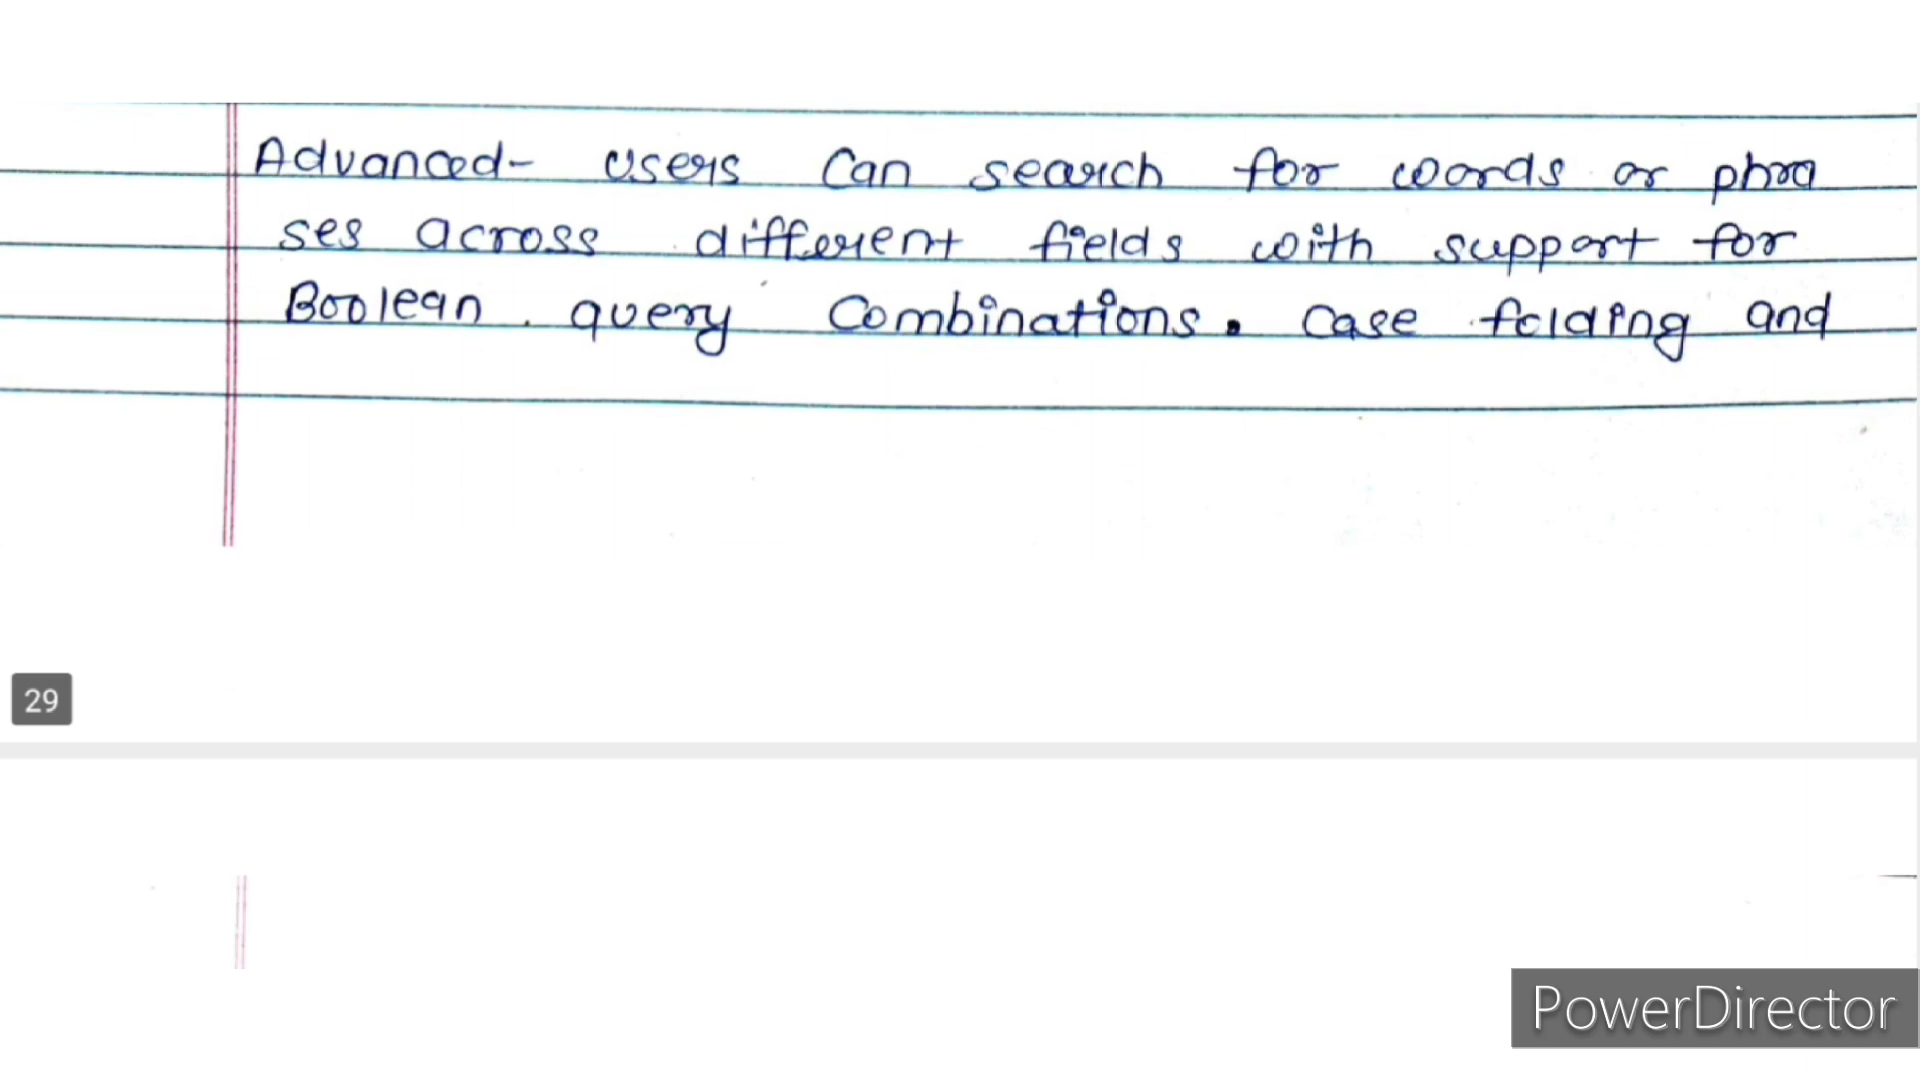 Advanced- users can search for words or phra
ses across different fields with support for
Boolean query combinations. case folding and
29
PowerDirector